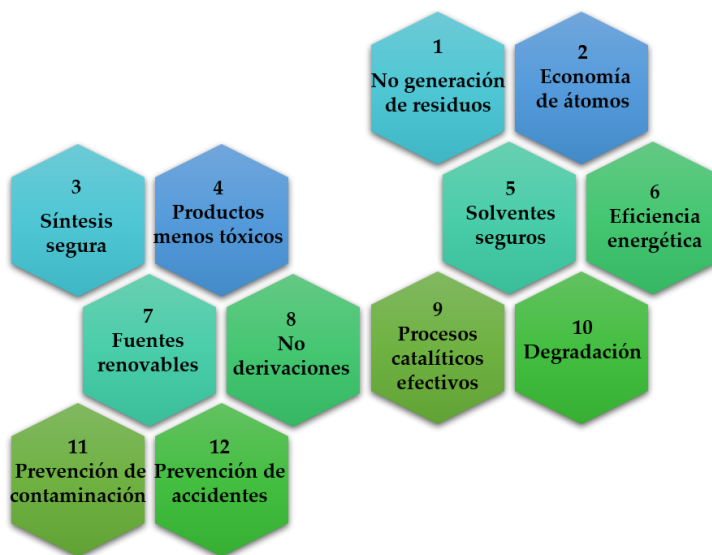 1
No generación
de residuos
2
Economía
de átomos
3
Síntesis
segura
4
Productos
menos tóxicos
5
Solventes
seguros
6
Eficiencia
energética
7
Fuentes
renovables
8
No
derivaciones
9
Procesos
catalíticos
efectivos
10
Degradación
11
Prevención de
contaminación
12
Prevención de
accidentes